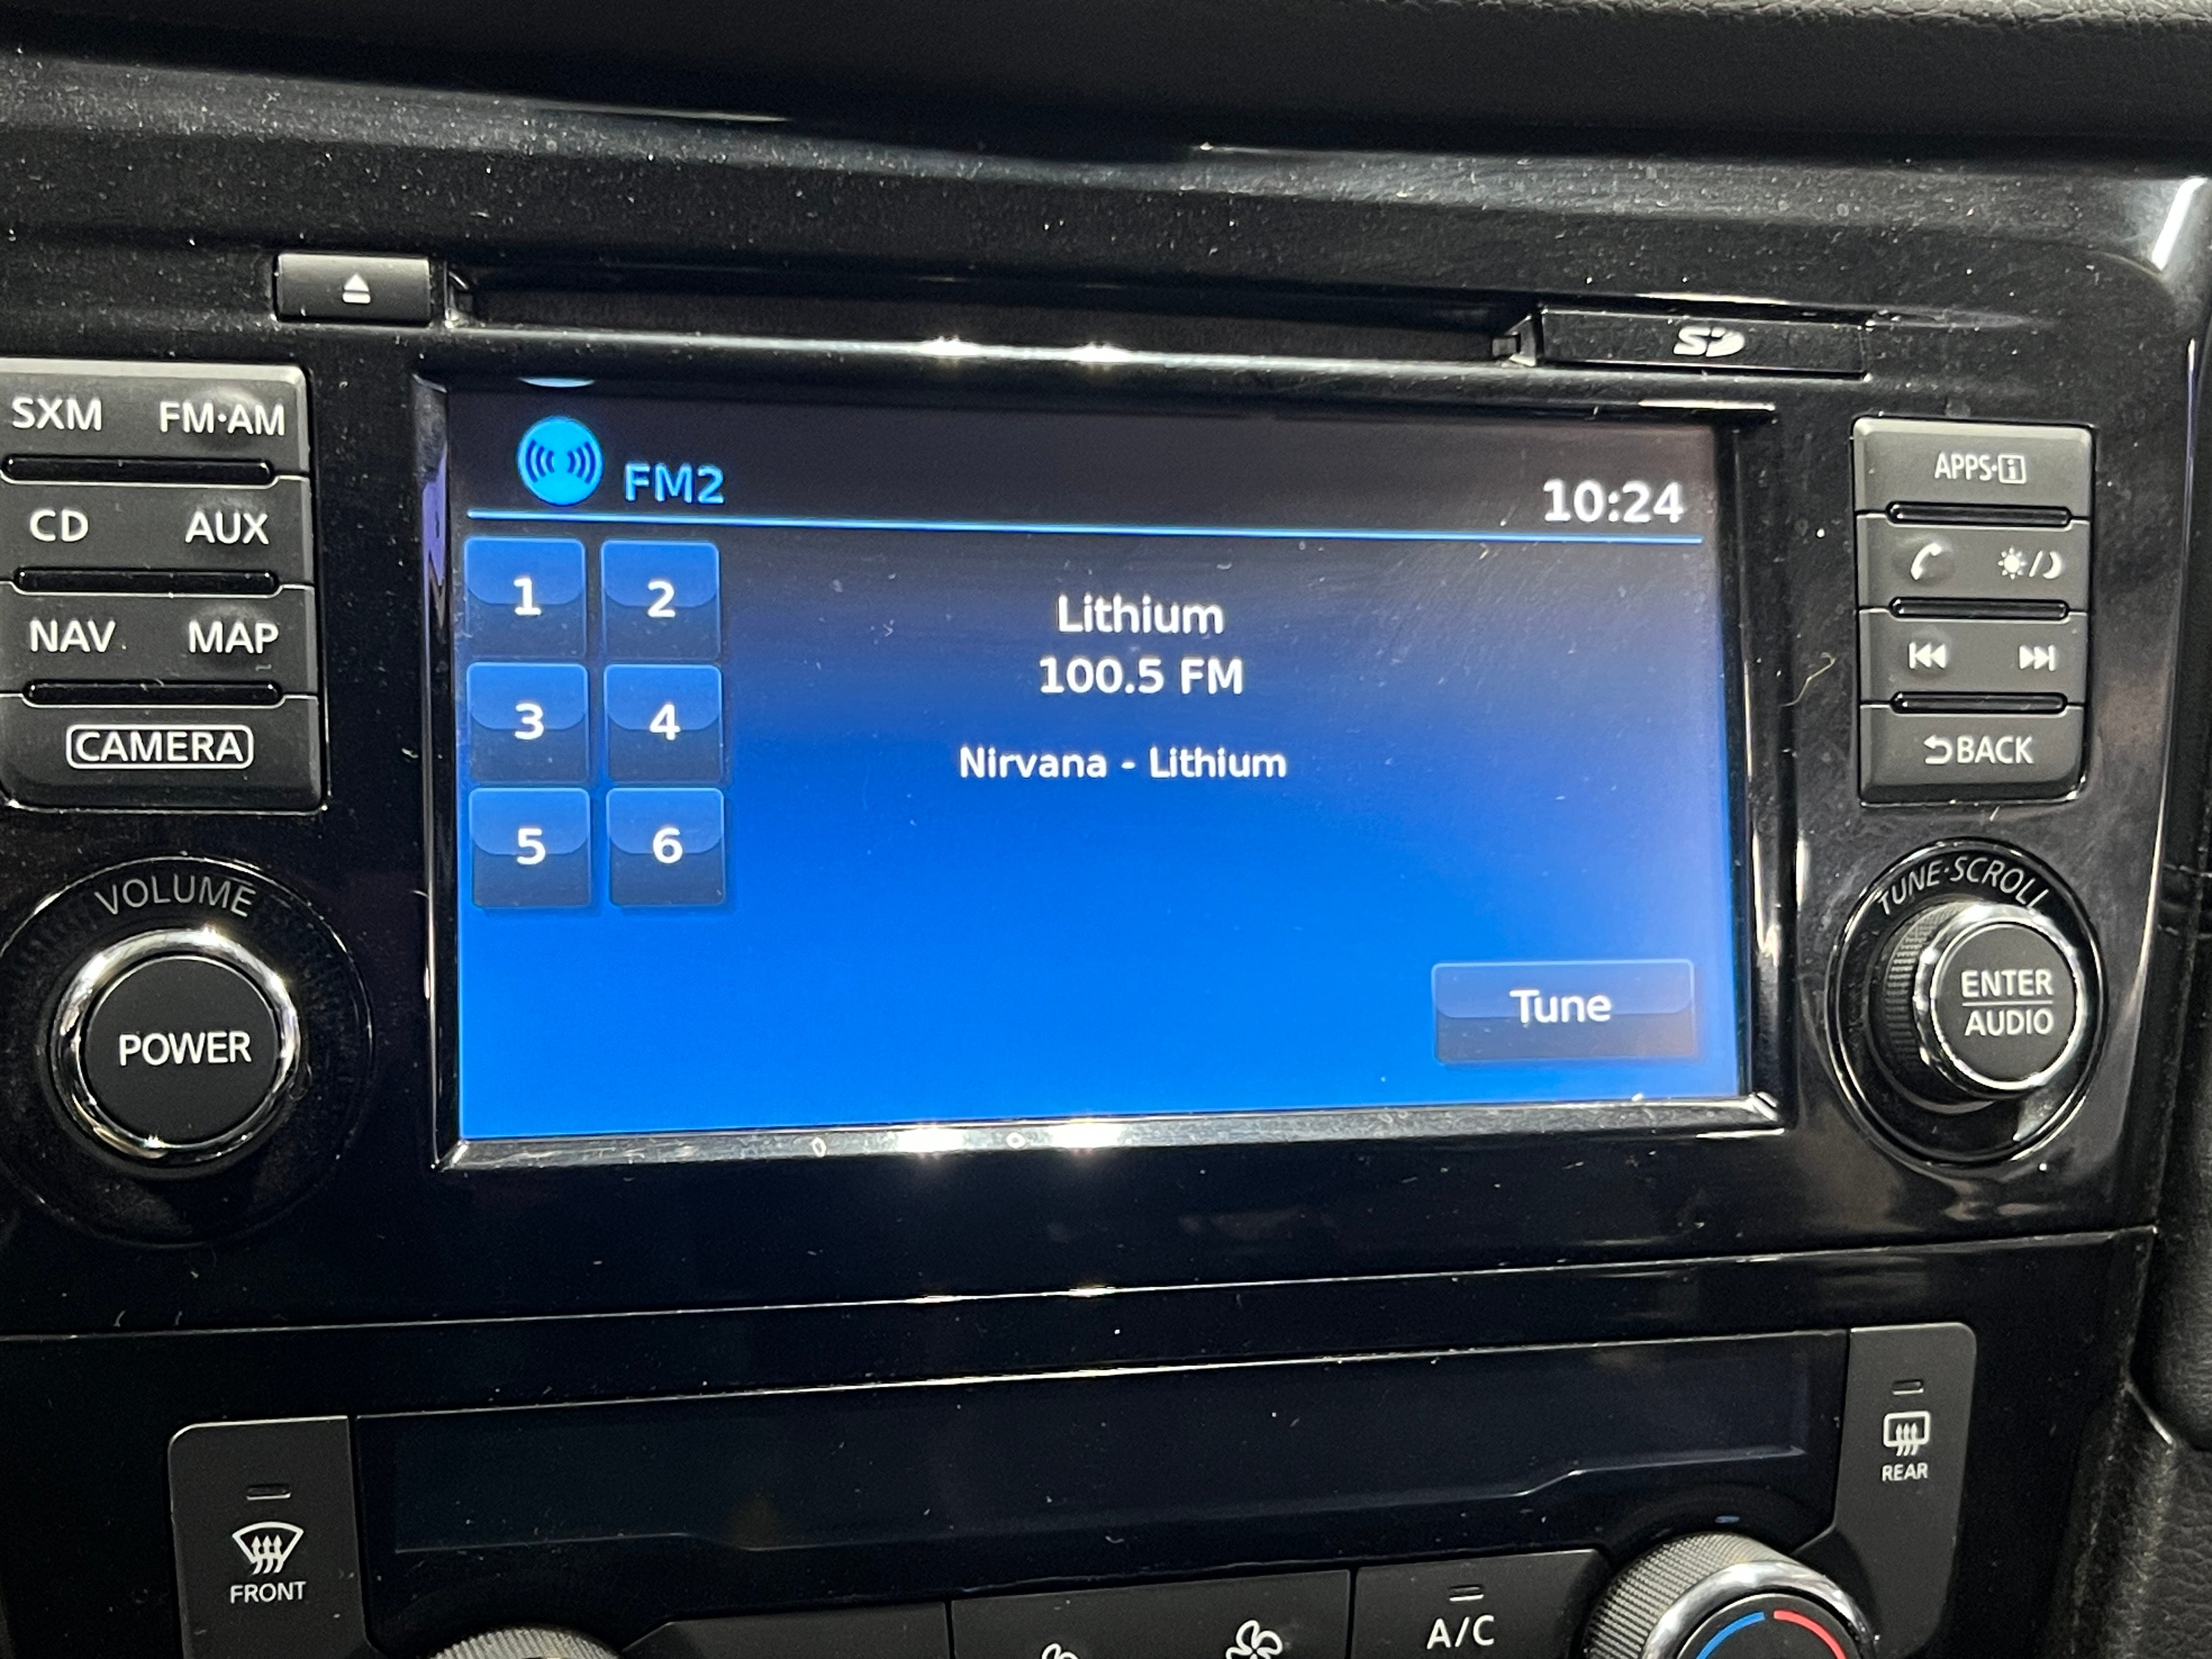 SXM FM·AM
CD AUX
NAV MAP
CAMERA
VOLUME
POWER
SD
FM2
10:24
1 2
3 4
5 6
Lithium
100.5 FM
Nirvana - Lithium
Tune
APPS·i
BACK
TUNE·SCROLL
ENTER
AUDIO
FRONT
A/C
REAR